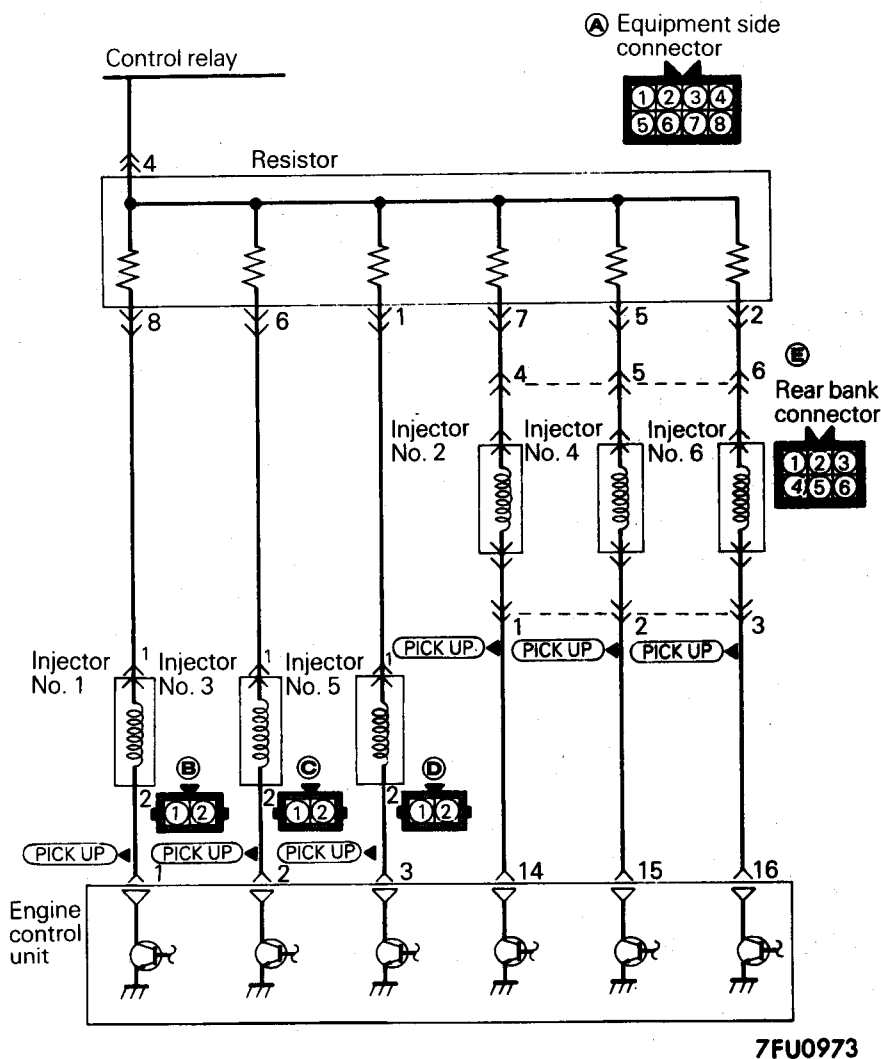 Ⓐ Equipment side
connector
Control relay
1 2 3 4
5 6 7 8
4
Resistor
8 6 1 7 5 2
4 5 6
Ⓔ
Rear bank
connector
Injector
No. 2
Injector
No. 4
Injector
No. 6
1 2 3
4 5 6
1 2 3
PICK UP PICK UP PICK UP
Injector
No. 1
1
Injector
No. 3
1
Injector
No. 5
1
Ⓑ Ⓒ Ⓓ
2 1 2 2 1 2 2 1 2
PICK UP PICK UP PICK UP
1 2 3 14 15 16
Engine
control
unit
7FU0973